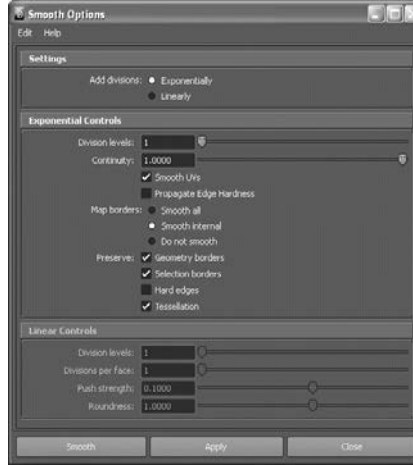 Smooth Options
Edit Help
Settings
Add divisions: Exponentially
Linearly
Exponential Controls
Division levels: 1
Continuity: 1.0000
Smooth UVs
Propagate Edge Hardness
Map borders: Smooth all
Smooth internal
Do not smooth
Preserve: Geometry borders
Selection borders
Hard edges
Tessellation
Linear Controls
Division levels: 1
Divisions per face: 1
Push strength: 0.1000
Roundness: 1.0000
Smooth Apply Close